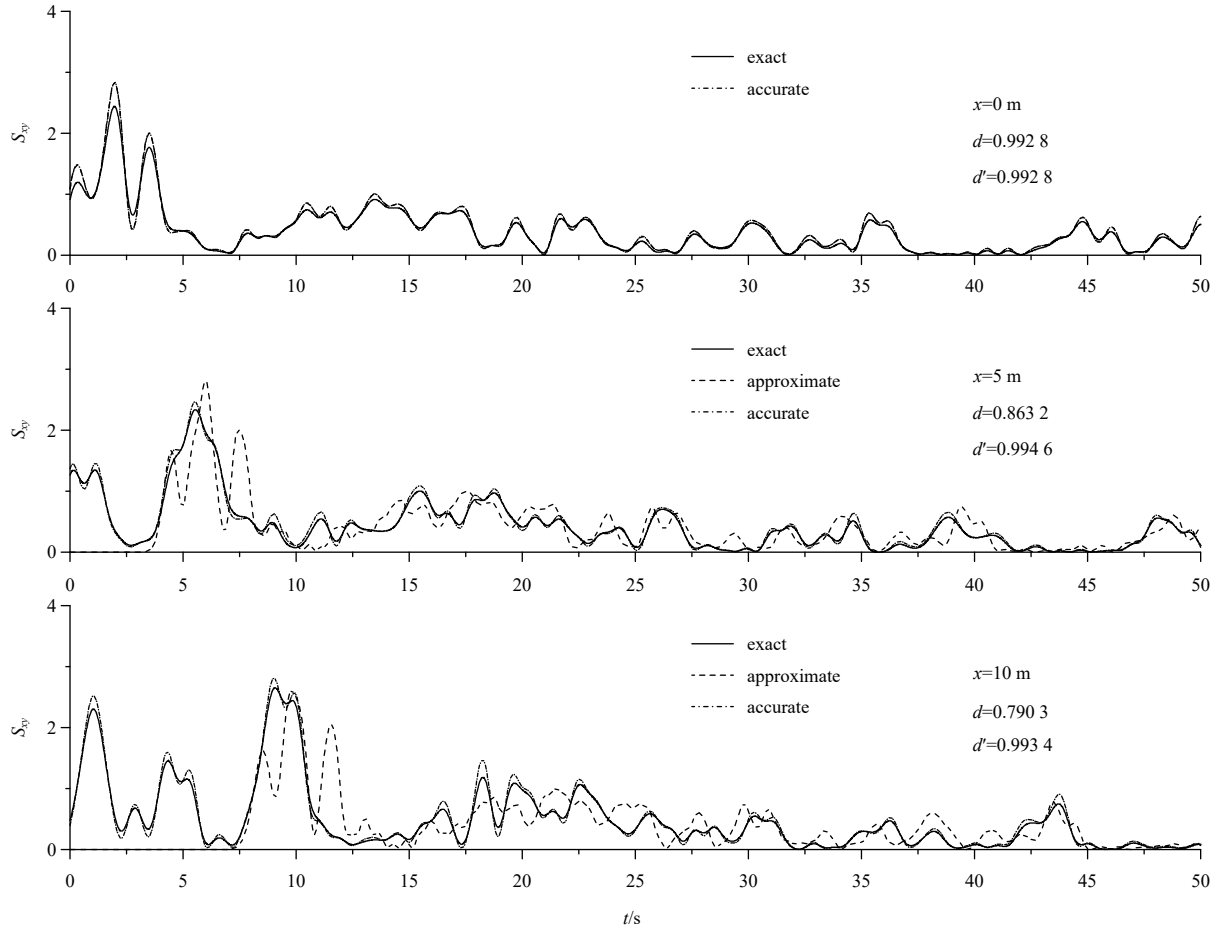 4
exact
accurate
x=0 m
2
d=0.992 8
d′=0.992 8
Sxy
0
0 5 10 15 20 25 30 35 40 45 50
4
exact
approximate
x=5 m
accurate
d=0.863 2
2
d′=0.994 6
Sxy
0
0 5 10 15 20 25 30 35 40 45 50
4
exact
approximate
x=10 m
accurate
d=0.790 3
2
d′=0.993 4
Sxy
0
0 5 10 15 20 25 30 35 40 45 50
t/s